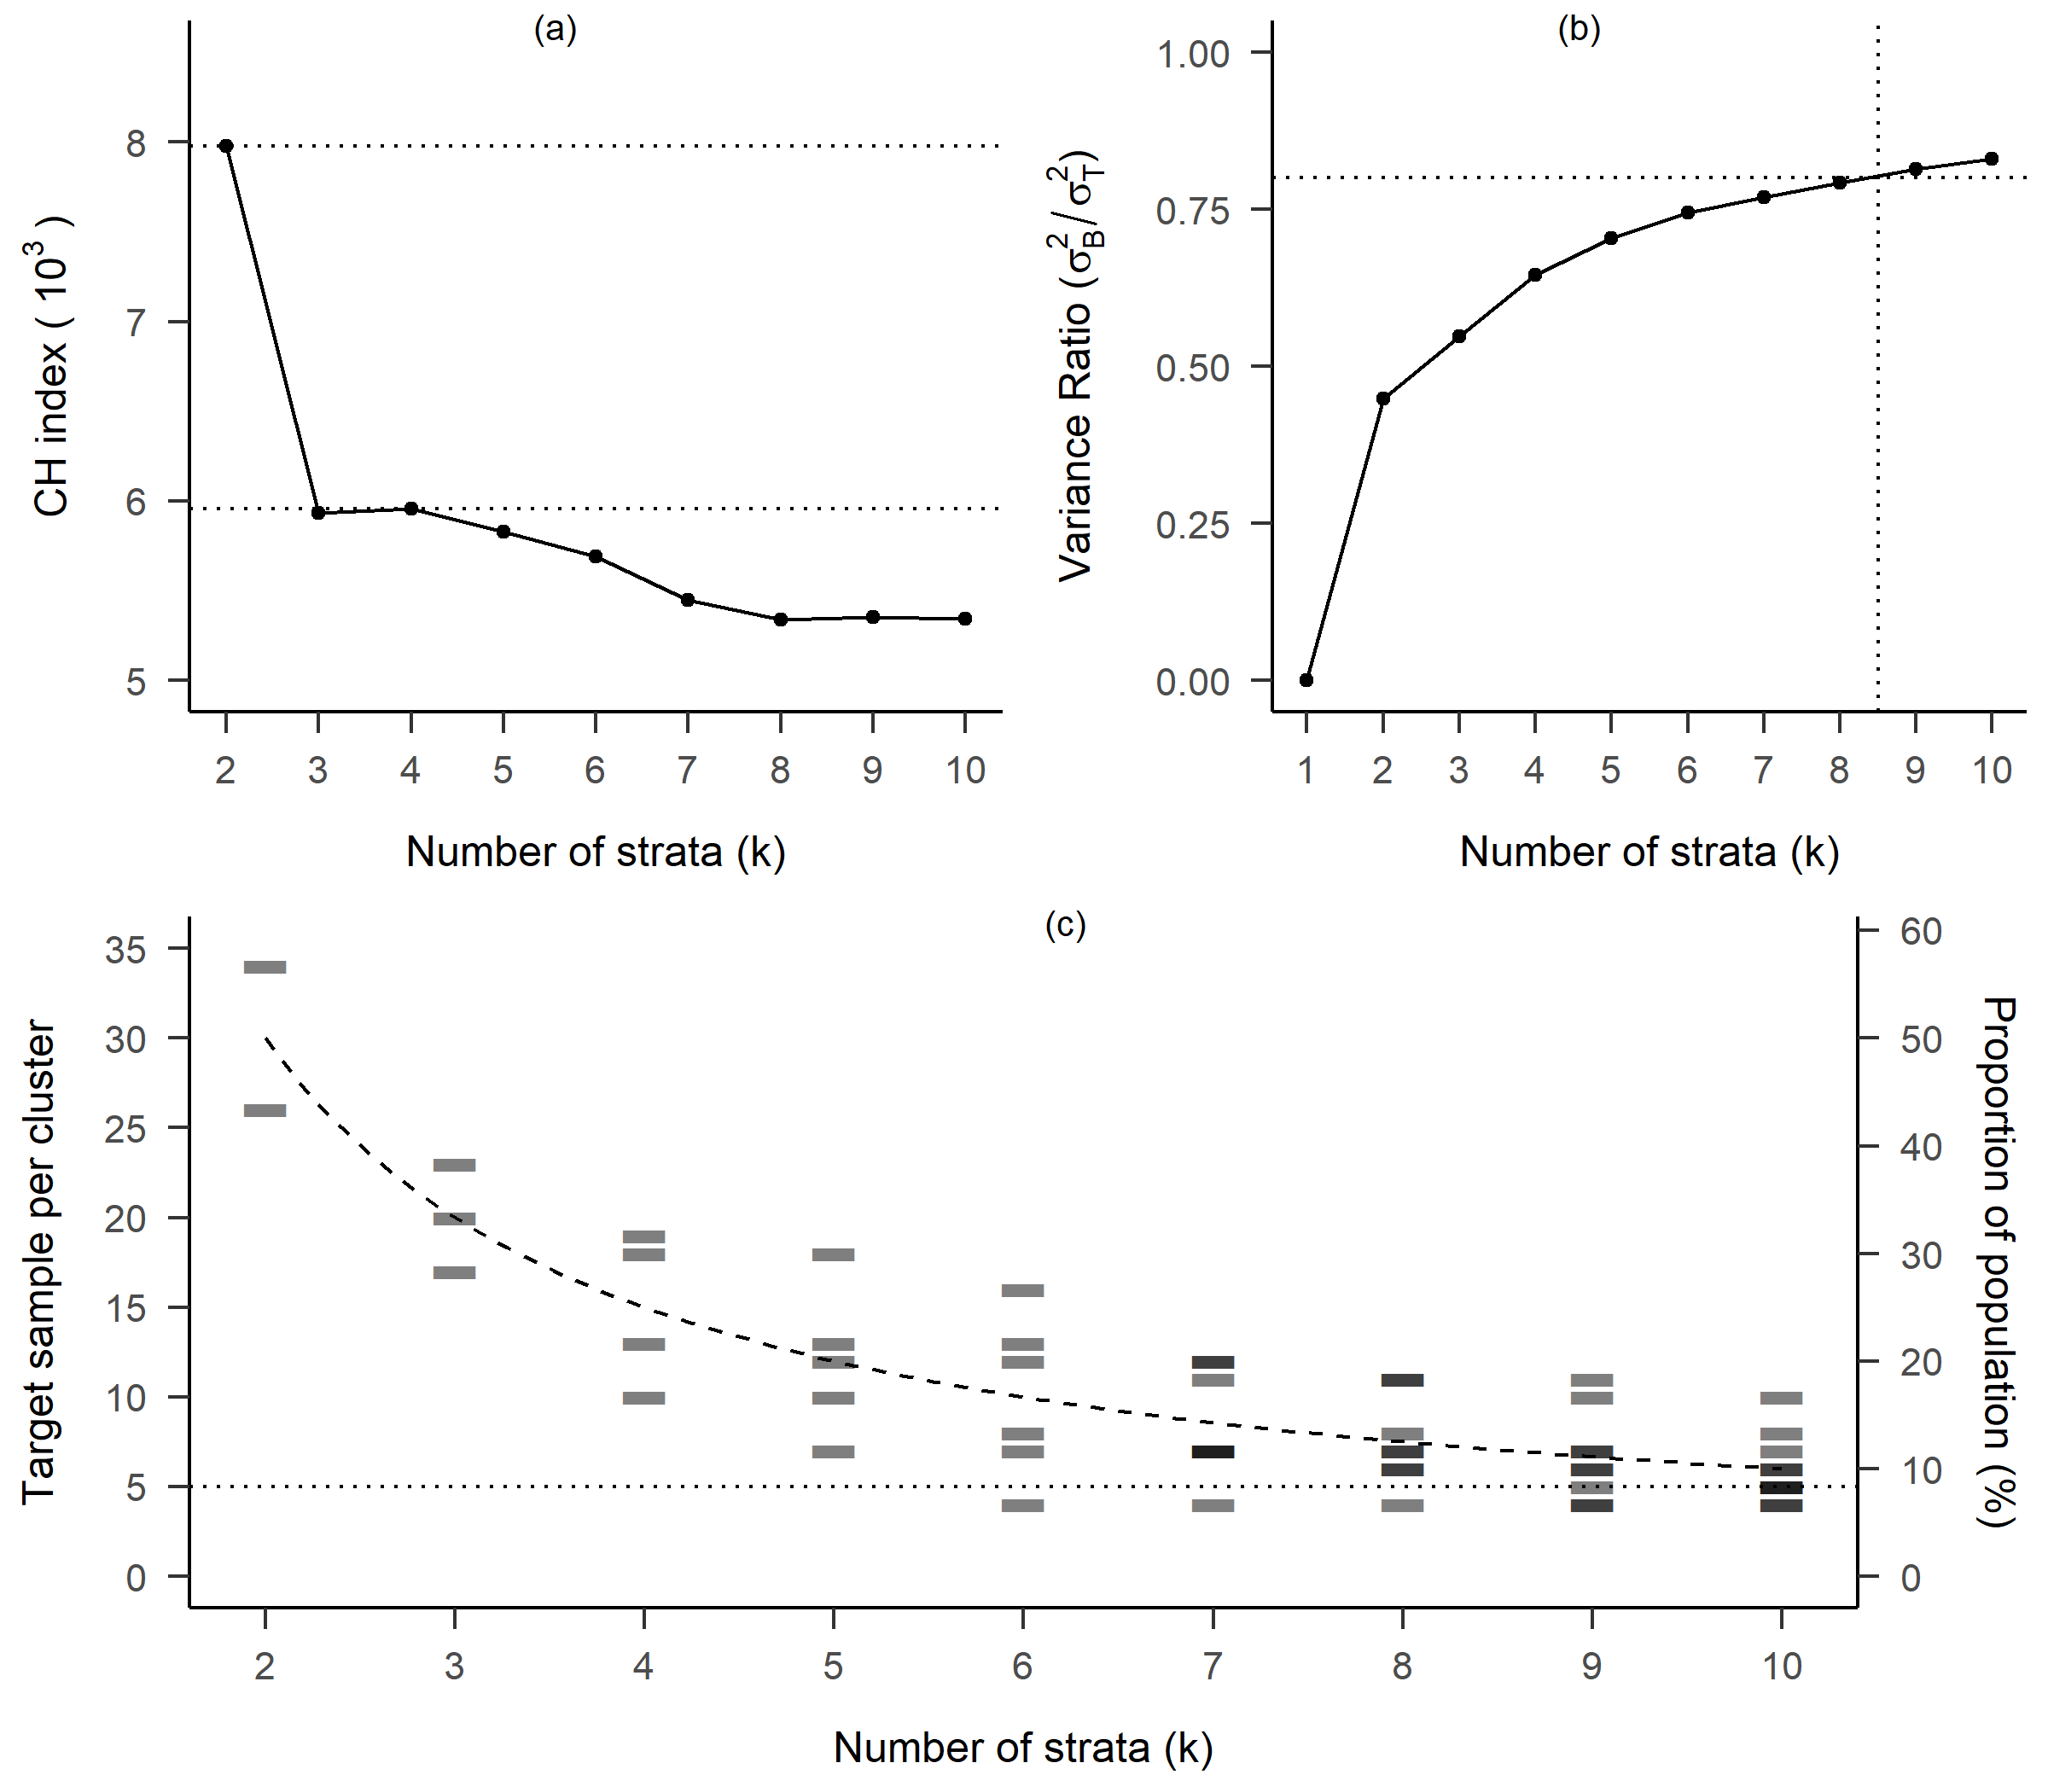 (a)
CH index ( 10³ )
8
7
6
5
2 3 4 5 6 7 8 9 10
Number of strata (k)
(b)
Variance Ratio (σ²B/σ²T)
1.00
0.75
0.50
0.25
0.00
1 2 3 4 5 6 7 8 9 10
Number of strata (k)
(c)
Target sample per cluster
35
30
25
20
15
10
5
0
Proportion of population (%)
60
50
40
30
20
10
0
2 3 4 5 6 7 8 9 10
Number of strata (k)